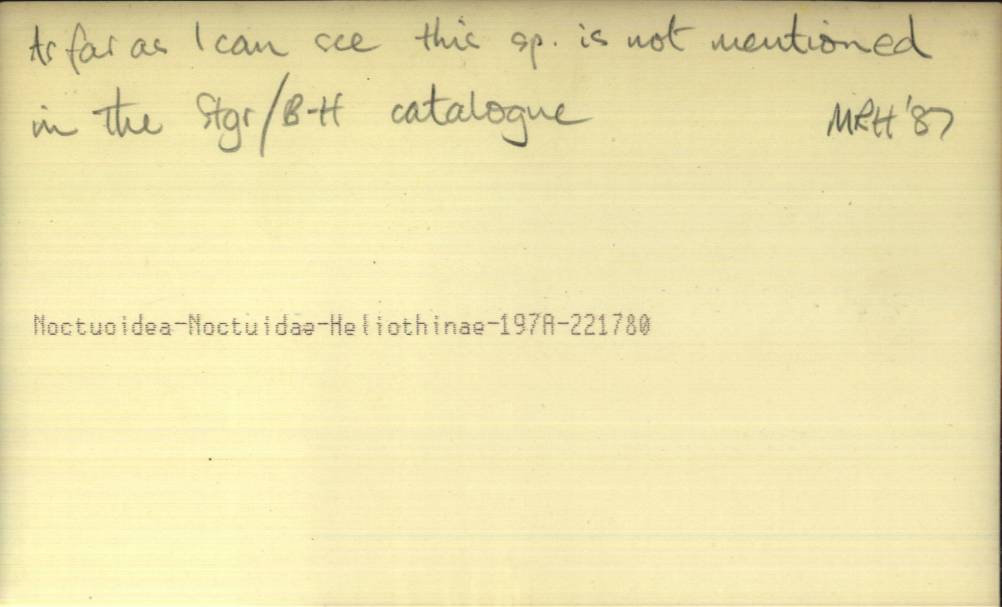 As far as I can see this sp. is not mentioned
in the Stgr/B-H catalogue MRH '87
Noctuoidea-Noctuidae-Heliothinae-197A-221780